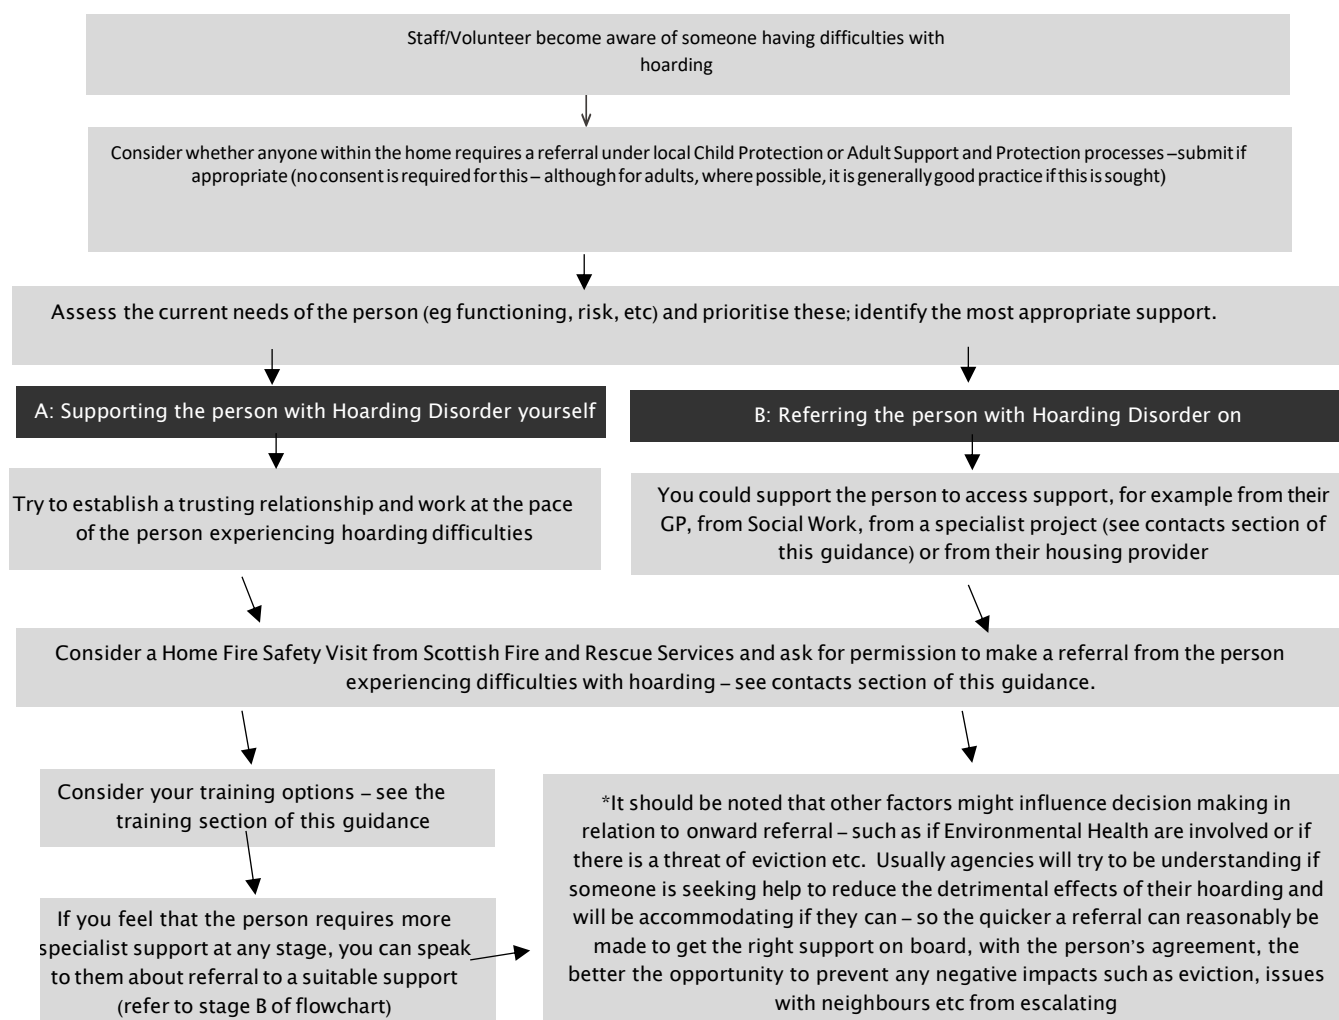 Staff/Volunteer become aware of someone having difficulties with
hoarding
Consider whether anyone within the home requires a referral under local Child Protection or Adult Support and Protection processes –submit if
appropriate (no consent is required for this – although for adults, where possible, it is generally good practice if this is sought)
Assess the current needs of the person (eg functioning, risk, etc) and prioritise these; identify the most appropriate support.
A: Supporting the person with Hoarding Disorder yourself
Try to establish a trusting relationship and work at the pace
of the person experiencing hoarding difficulties
B: Referring the person with Hoarding Disorder on
You could support the person to access support, for example from their
GP, from Social Work, from a specialist project (see contacts section of
this guidance) or from their housing provider
Consider a Home Fire Safety Visit from Scottish Fire and Rescue Services and ask for permission to make a referral from the person
experiencing difficulties with hoarding – see contacts section of this guidance.
Consider your training options – see the
training section of this guidance
If you feel that the person requires more
specialist support at any stage, you can speak
to them about referral to a suitable support
(refer to stage B of flowchart)
*It should be noted that other factors might influence decision making in
relation to onward referral – such as if Environmental Health are involved or if
there is a threat of eviction etc. Usually agencies will try to be understanding if
someone is seeking help to reduce the detrimental effects of their hoarding and
will be accommodating if they can – so the quicker a referral can reasonably be
made to get the right support on board, with the person's agreement, the
better the opportunity to prevent any negative impacts such as eviction, issues
with neighbours etc from escalating